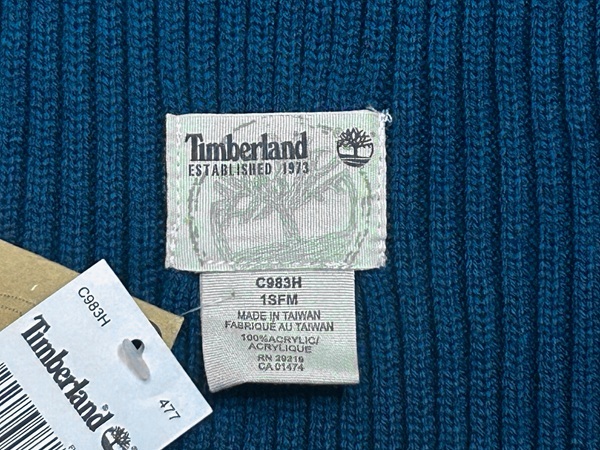 Timberland
ESTABLISHED 1973
C983H
1SFM
MADE IN TAIWAN
FABRIQUÉ AU TAIWAN
100%ACRYLIC/
ACRYLIQUE
RN 29219
CA 01474
C983H
Timberland
477